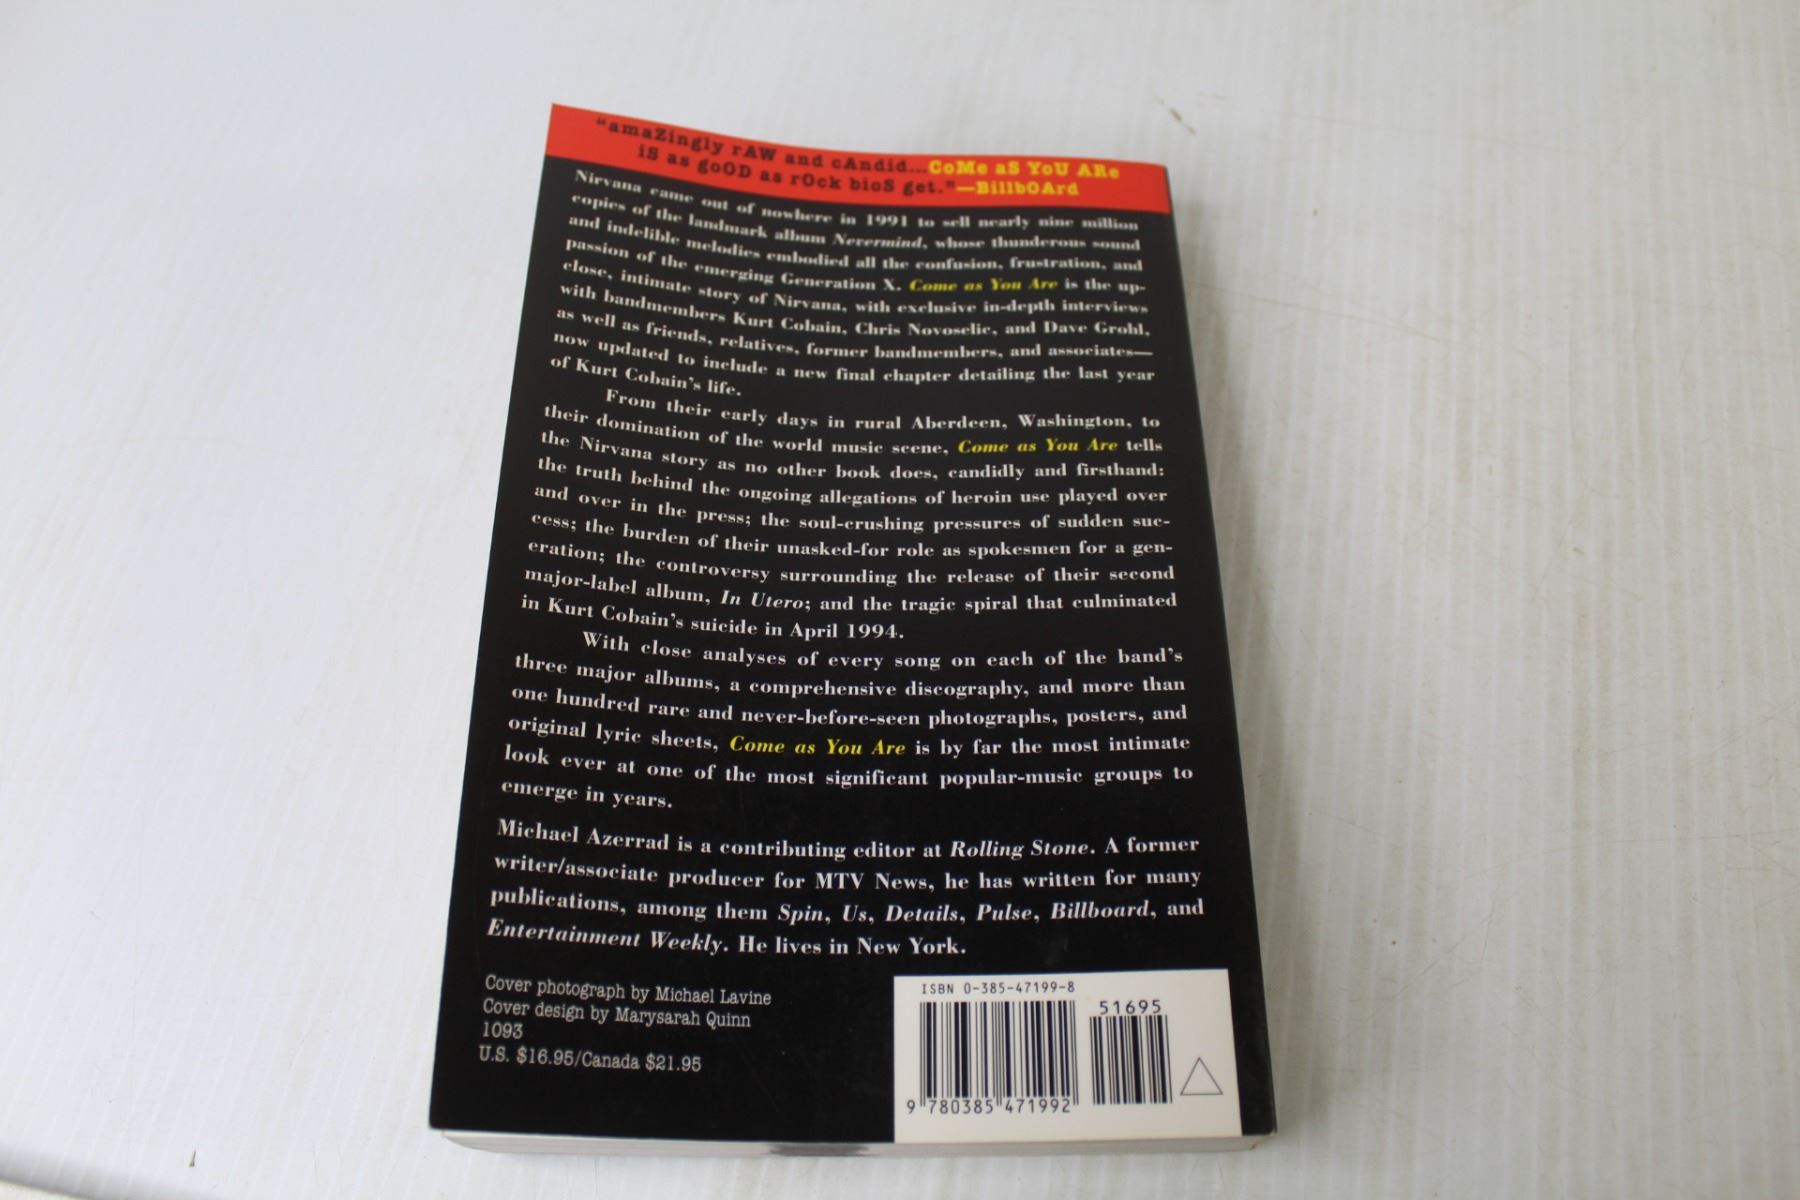 “amaZingly rAW and cAndid...CoMe aS YoU ARe
iS as goOD as rOck bioS get.”—BillbOArd
Nirvana came out of nowhere in 1991 to sell nearly nine million
copies of the landmark album Nevermind, whose thunderous sound
and indelible melodies embodied all the confusion, frustration, and
passion of the emerging Generation X. Come as You Are is the up-
close, intimate story of Nirvana, with exclusive in-depth interviews
with bandmembers Kurt Cobain, Chris Novoselic, and Dave Grohl,
as well as friends, relatives, former bandmembers, and associates—
now updated to include a new final chapter detailing the last year
of Kurt Cobain’s life.
From their early days in rural Aberdeen, Washington, to
their domination of the world music scene, Come as You Are tells
the Nirvana story as no other book does, candidly and firsthand:
the truth behind the ongoing allegations of heroin use played over
and over in the press; the soul-crushing pressures of sudden suc-
cess; the burden of their unasked-for role as spokesmen for a gen-
eration; the controversy surrounding the release of their second
major-label album, In Utero; and the tragic spiral that culminated
in Kurt Cobain’s suicide in April 1994.
With close analyses of every song on each of the band’s
three major albums, a comprehensive discography, and more than
one hundred rare and never-before-seen photographs, posters, and
original lyric sheets, Come as You Are is by far the most intimate
look ever at one of the most significant popular-music groups to
emerge in years.
Michael Azerrad is a contributing editor at Rolling Stone. A former
writer/associate producer for MTV News, he has written for many
publications, among them Spin, Us, Details, Pulse, Billboard, and
Entertainment Weekly. He lives in New York.
Cover photograph by Michael Lavine
Cover design by Marysarah Quinn
1093
U.S. $16.95/Canada $21.95
ISBN 0-385-47199-8
51695
9 780385 471992